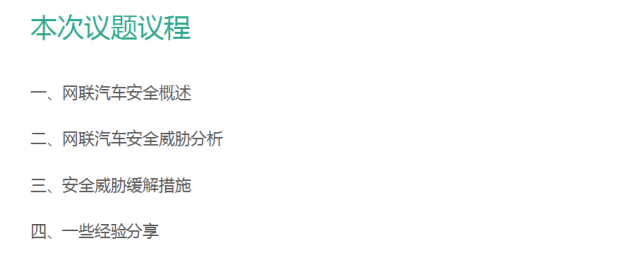 本次议题议程
一、网联汽车安全概述
二、网联汽车安全威胁分析
三、安全威胁缓解措施
四、一些经验分享